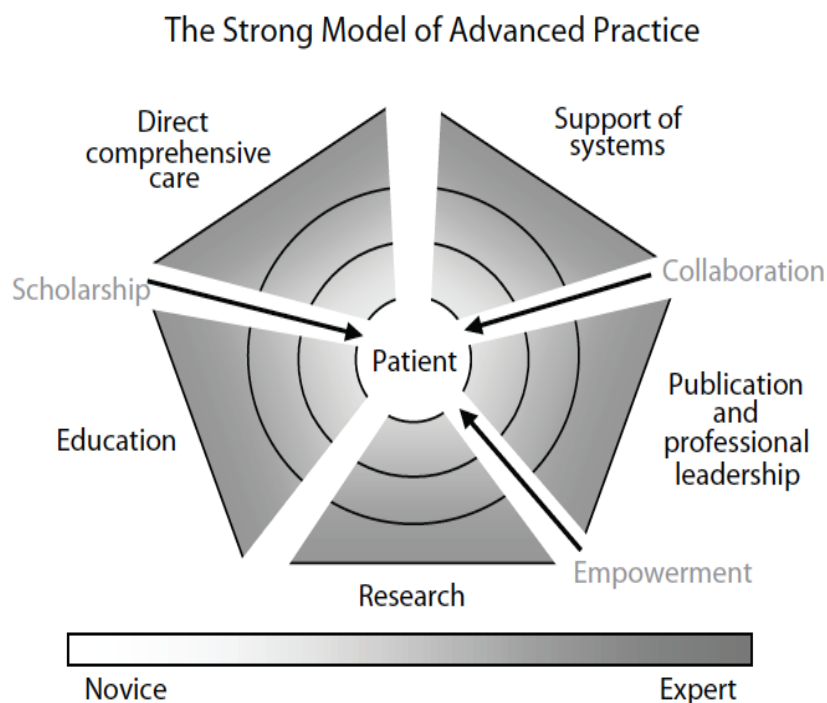 The Strong Model of Advanced Practice
Direct
comprehensive
care
Support of
systems
Scholarship
Collaboration
Patient
Education
Publication
and
professional
leadership
Empowerment
Research
Novice
Expert